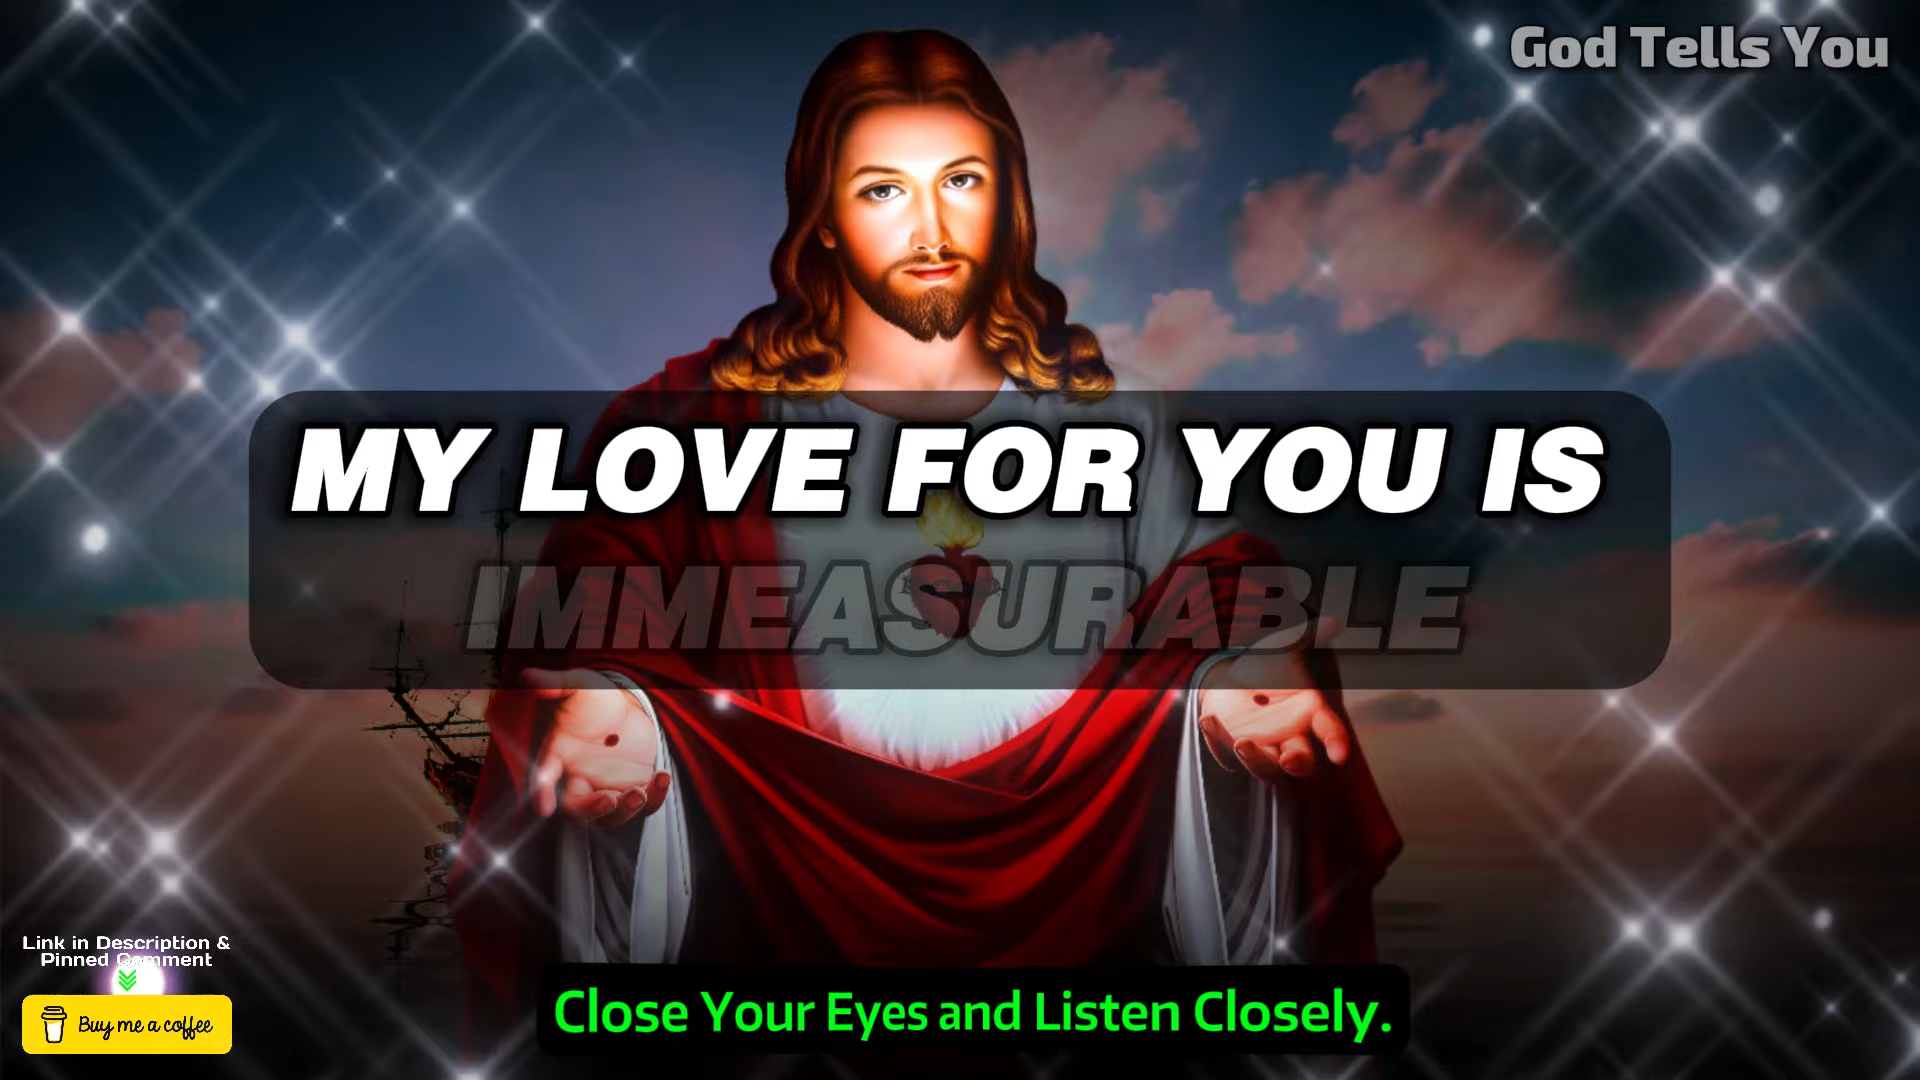 God Tells You
MY LOVE FOR YOU IS
IMMEASURABLE
Link in Description &
Pinned Comment
Buy me a coffee
Close Your Eyes and Listen Closely.